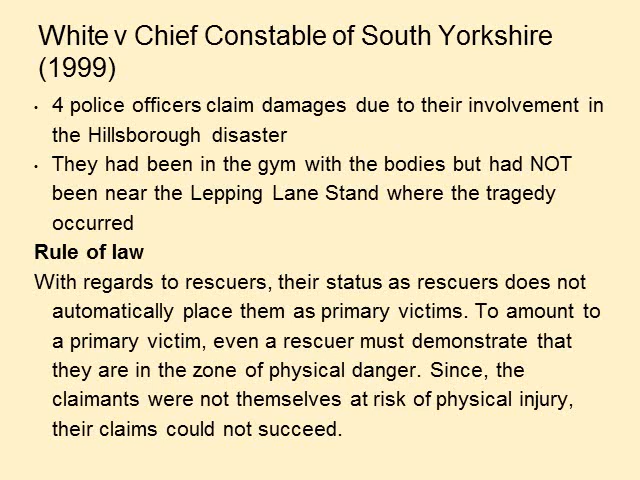 White v Chief Constable of South Yorkshire
(1999)
• 4 police officers claim damages due to their involvement in
the Hillsborough disaster
• They had been in the gym with the bodies but had NOT
been near the Lepping Lane Stand where the tragedy
occurred
Rule of law
With regards to rescuers, their status as rescuers does not
automatically place them as primary victims. To amount to
a primary victim, even a rescuer must demonstrate that
they are in the zone of physical danger. Since, the
claimants were not themselves at risk of physical injury,
their claims could not succeed.